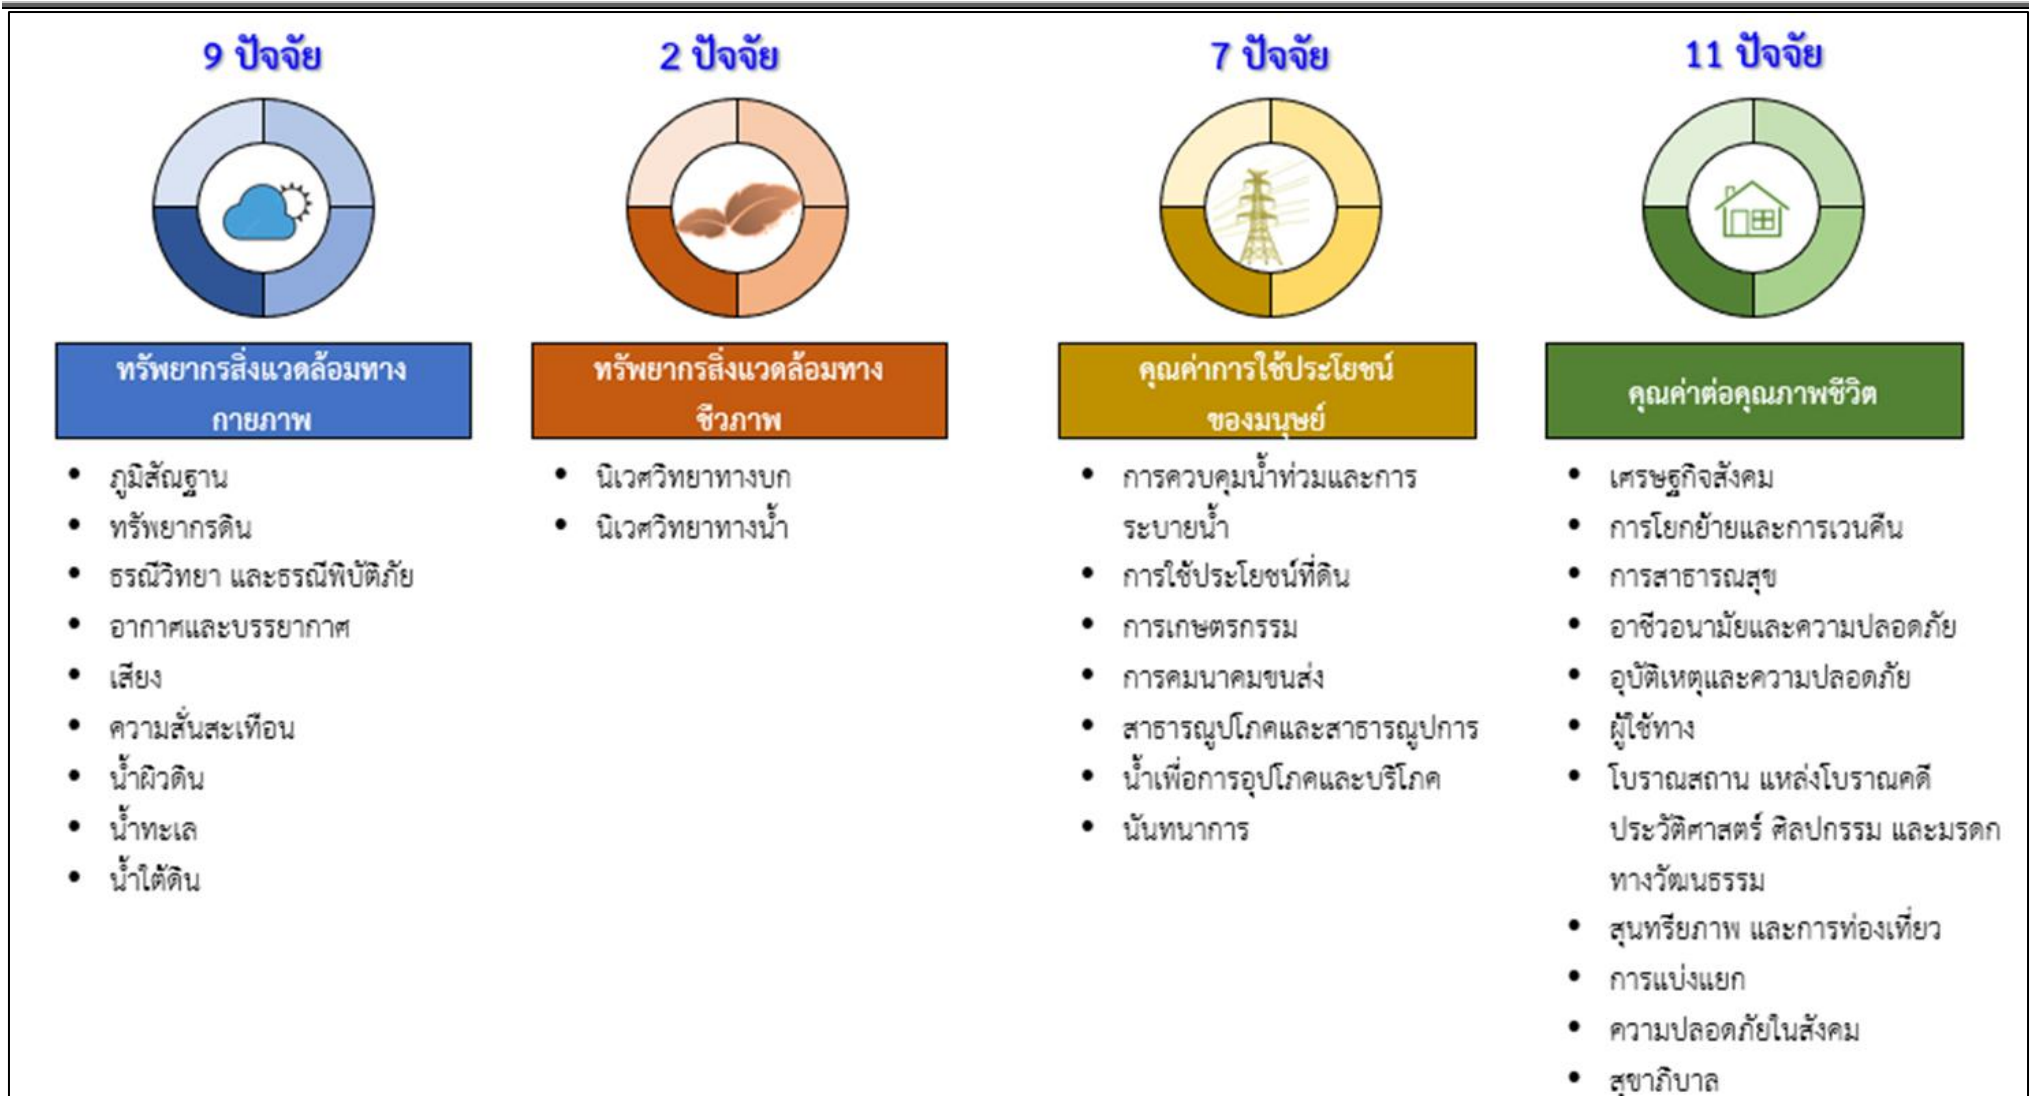 9 ปัจจัย
ทรัพยากรสิ่งแวดล้อมทาง
กายภาพ
ภูมิสัณฐาน
ทรัพยากรดิน
ธรณีวิทยา และธรณีพิบัติภัย
อากาศและบรรยากาศ
เสียง
ความสั่นสะเทือน
น้ำผิวดิน
น้ำทะเล
น้ำใต้ดิน
2 ปัจจัย
ทรัพยากรสิ่งแวดล้อมทาง
ชีวภาพ
นิเวศวิทยาทางบก
นิเวศวิทยาทางน้ำ
7 ปัจจัย
คุณค่าการใช้ประโยชน์
ของมนุษย์
การควบคุมน้ำท่วมและการ
ระบายน้ำ
การใช้ประโยชน์ที่ดิน
การเกษตรกรรม
การคมนาคมขนส่ง
สาธารณูปโภคและสาธารณูปการ
น้ำเพื่อการอุปโภคและบริโภค
นันทนาการ
11 ปัจจัย
คุณค่าต่อคุณภาพชีวิต
เศรษฐกิจสังคม
การโยกย้ายและการเวนคืน
การสาธารณสุข
อาชีวอนามัยและความปลอดภัย
อุบัติเหตุและความปลอดภัย
ผู้ใช้ทาง
โบราณสถาน แหล่งโบราณคดี
ประวัติศาสตร์ ศิลปกรรม และมรดก
ทางวัฒนธรรม
สุนทรียภาพ และการท่องเที่ยว
การแบ่งแยก
ความปลอดภัยในสังคม
สุขาภิบาล